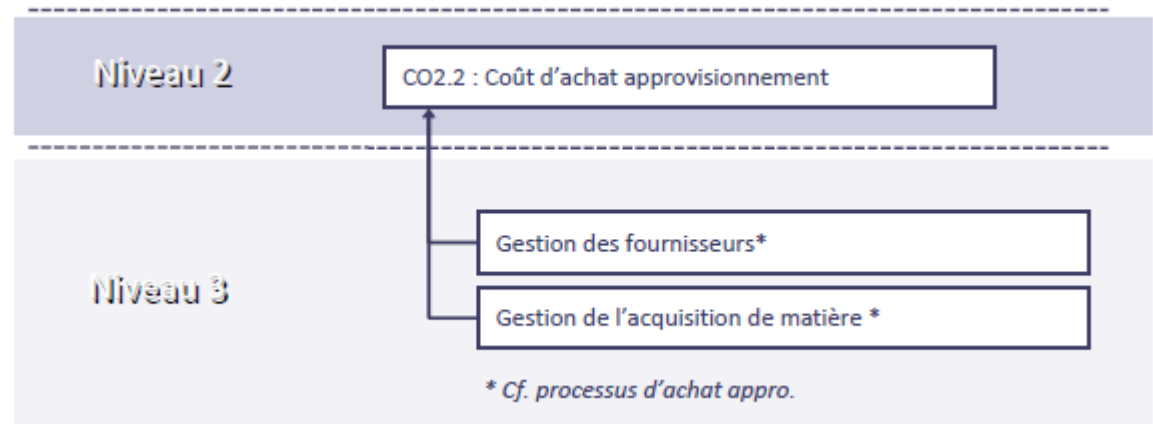 Niveau 2
CO2.2 : Coût d’achat approvisionnement
Gestion des fournisseurs*
Niveau 3
Gestion de l’acquisition de matière *
* Cf. processus d’achat appro.